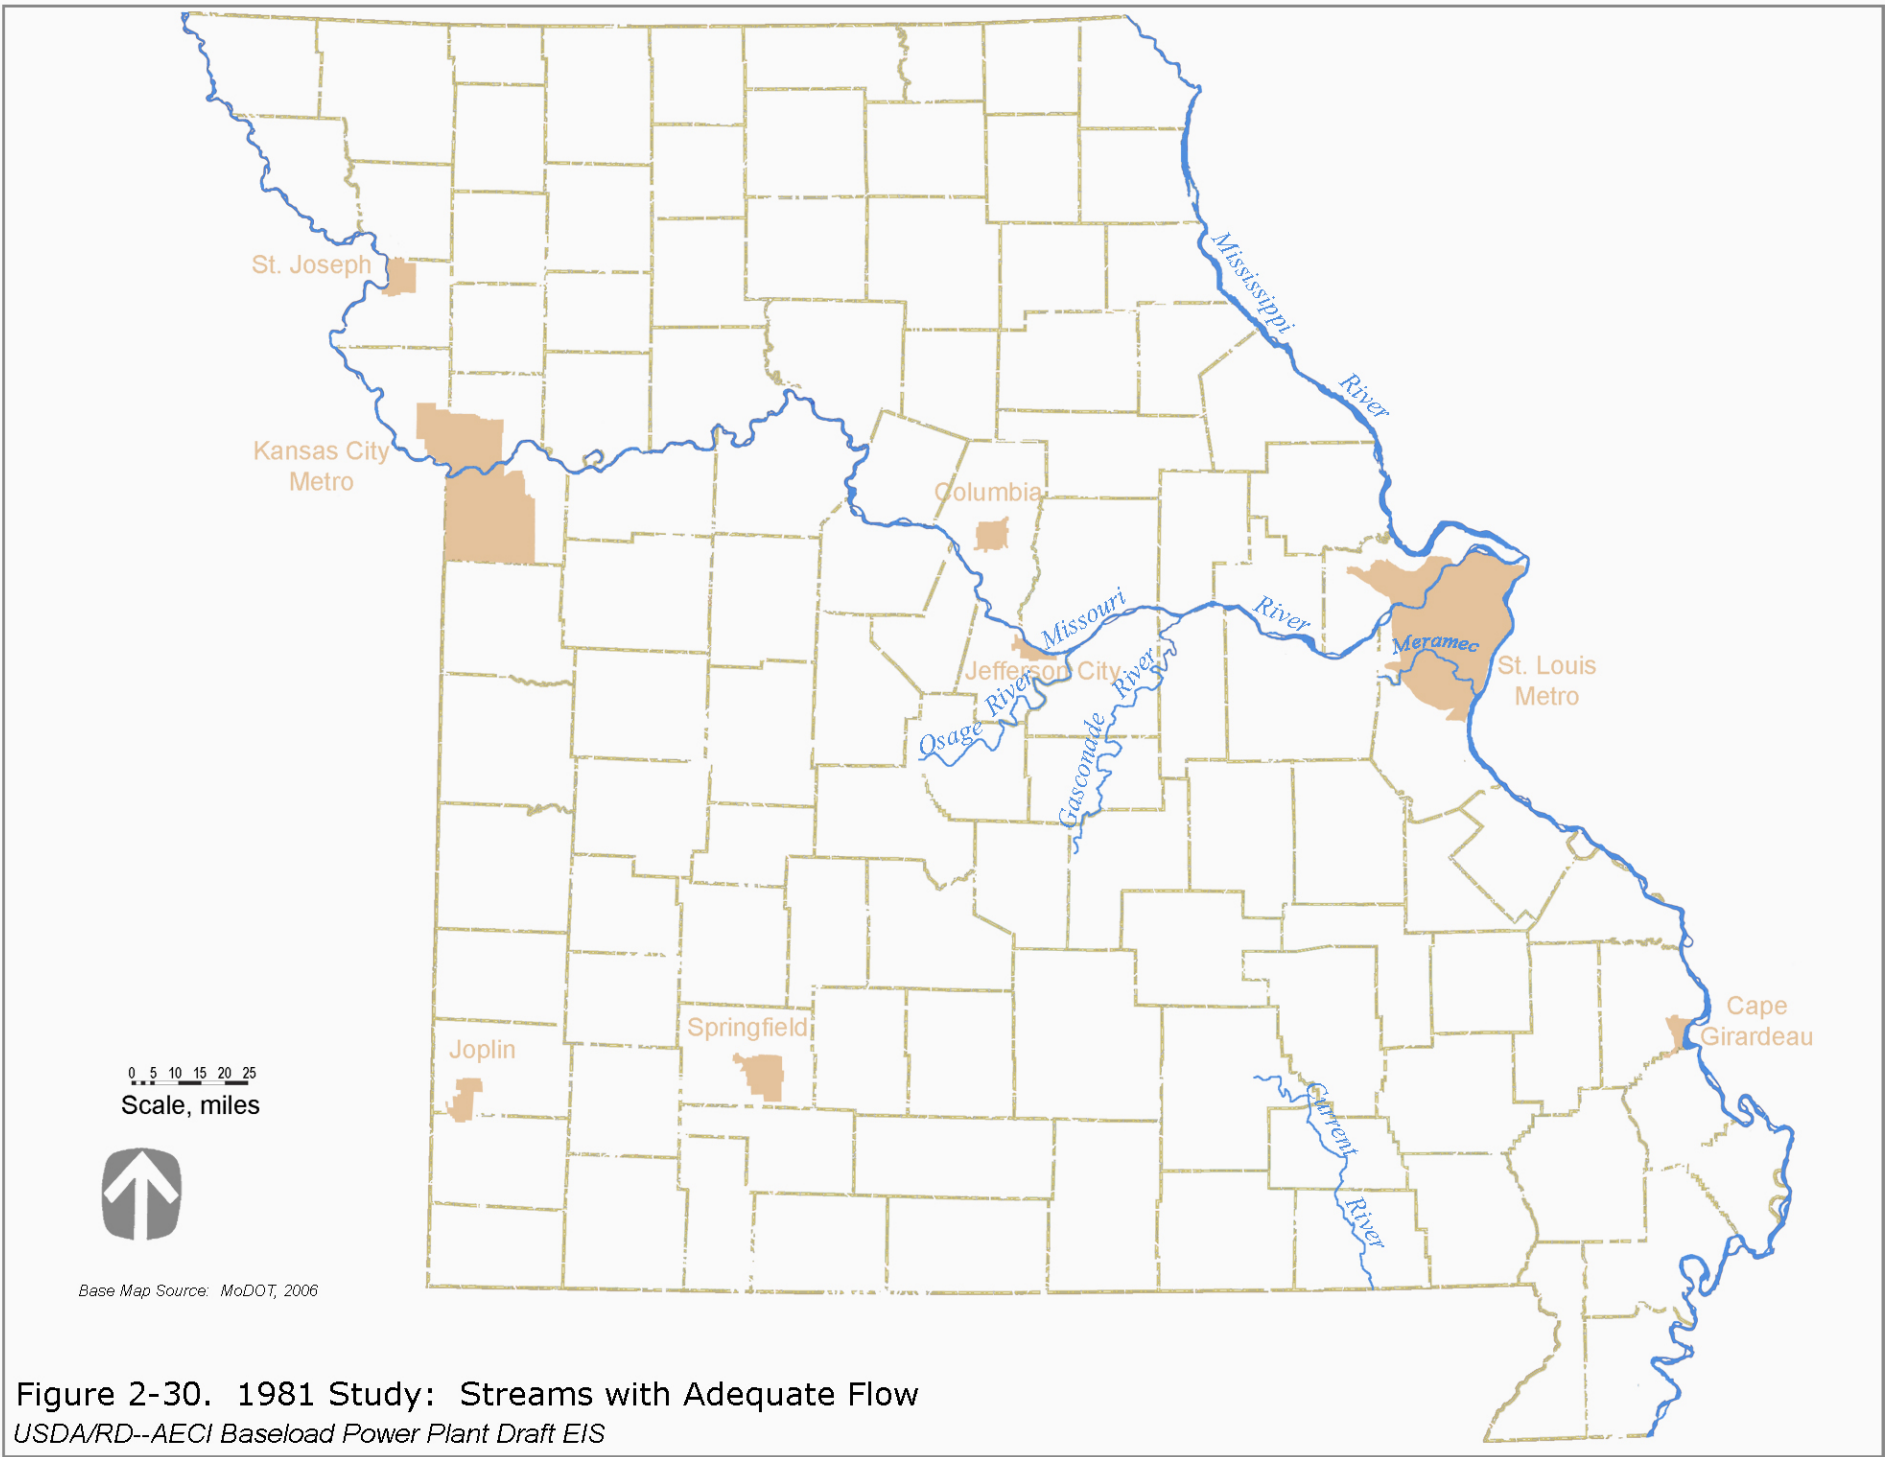 St. Joseph
Mississippi
River
Kansas City
Metro
Columbia
Missouri
River
Meramec
Jefferson City
St. Louis
Metro
Osage River
Gasconade River
Cape
Girardeau
Springfield
Joplin
Current
River
0 5 10 15 20 25
Scale, miles
Base Map Source: MoDOT, 2006
Figure 2-30. 1981 Study: Streams with Adequate Flow
USDA/RD--AECI Baseload Power Plant Draft EIS